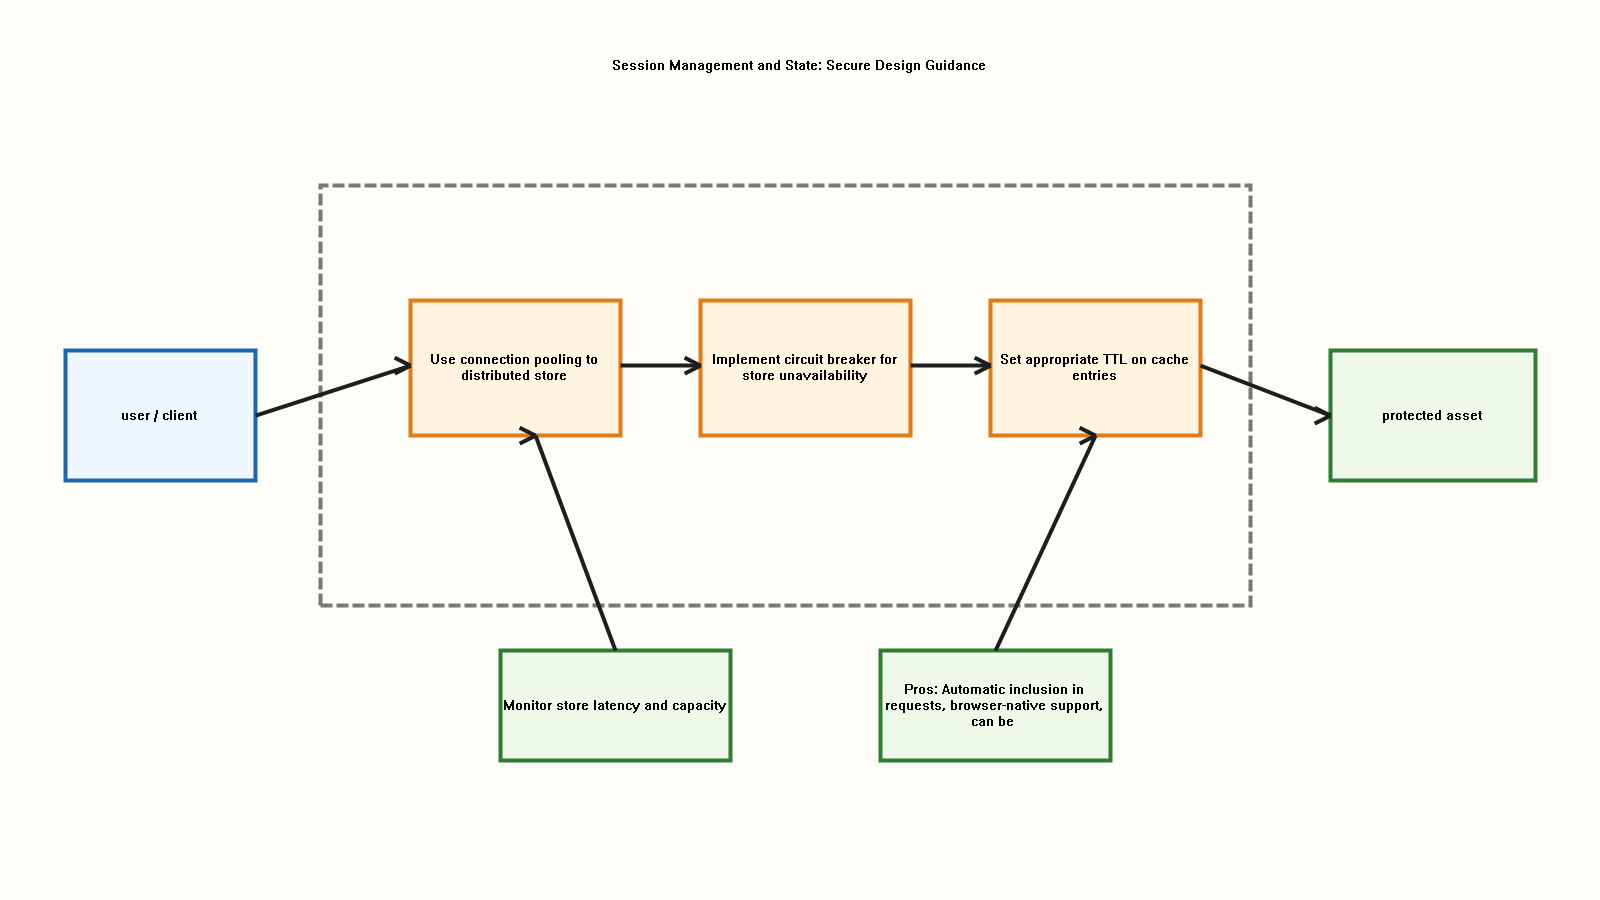 Session Management and State: Secure Design Guidance
Use connection pooling to
distributed store
Implement circuit breaker for
store unavailability
Set appropriate TTL on cache
entries
user / client
protected asset
Monitor store latency and capacity
Pros: Automatic inclusion in
requests, browser-native support,
can be